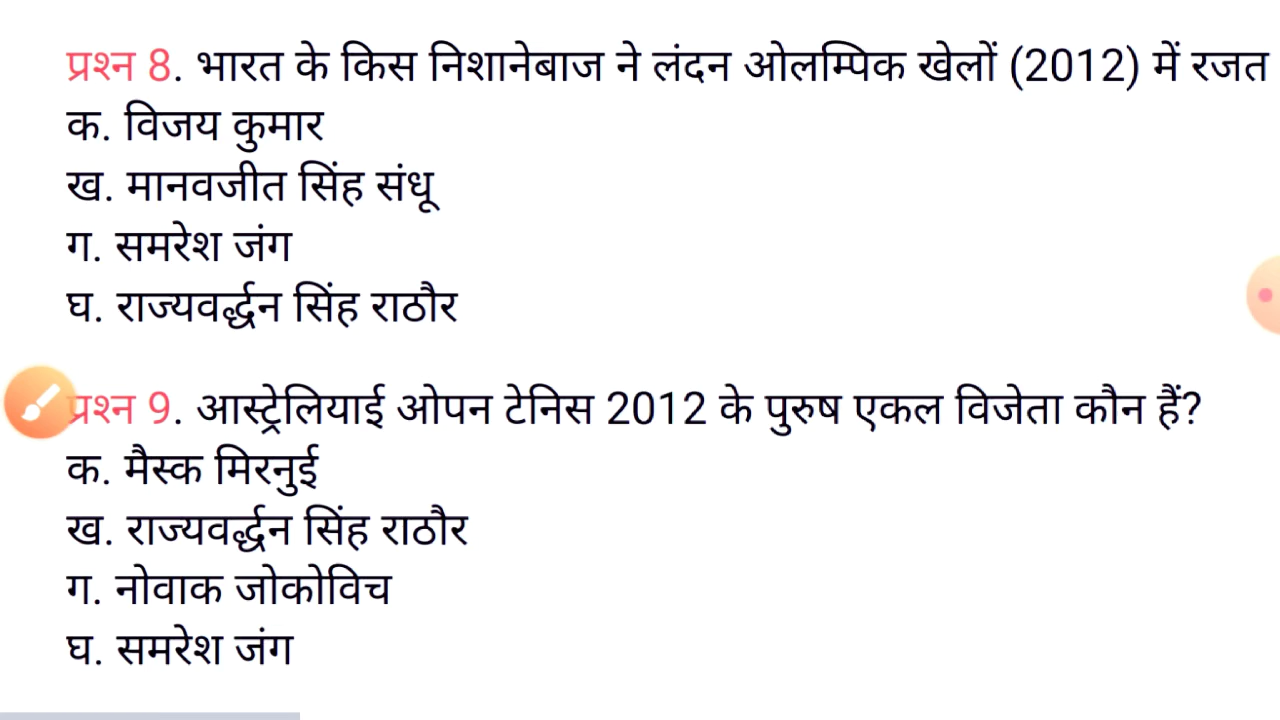 प्रश्न 8. भारत के किस निशानेबाज ने लंदन ओलम्पिक खेलों (2012) में रजत
क. विजय कुमार
ख. मानवजीत सिंह संधू
ग. समरेश जंग
घ. राज्यवर्द्धन सिंह राठौर
प्रश्न 9. आस्ट्रेलियाई ओपन टेनिस 2012 के पुरुष एकल विजेता कौन हैं?
क. मैस्क मिरनुई
ख. राज्यवर्द्धन सिंह राठौर
ग. नोवाक जोकोविच
घ. समरेश जंग